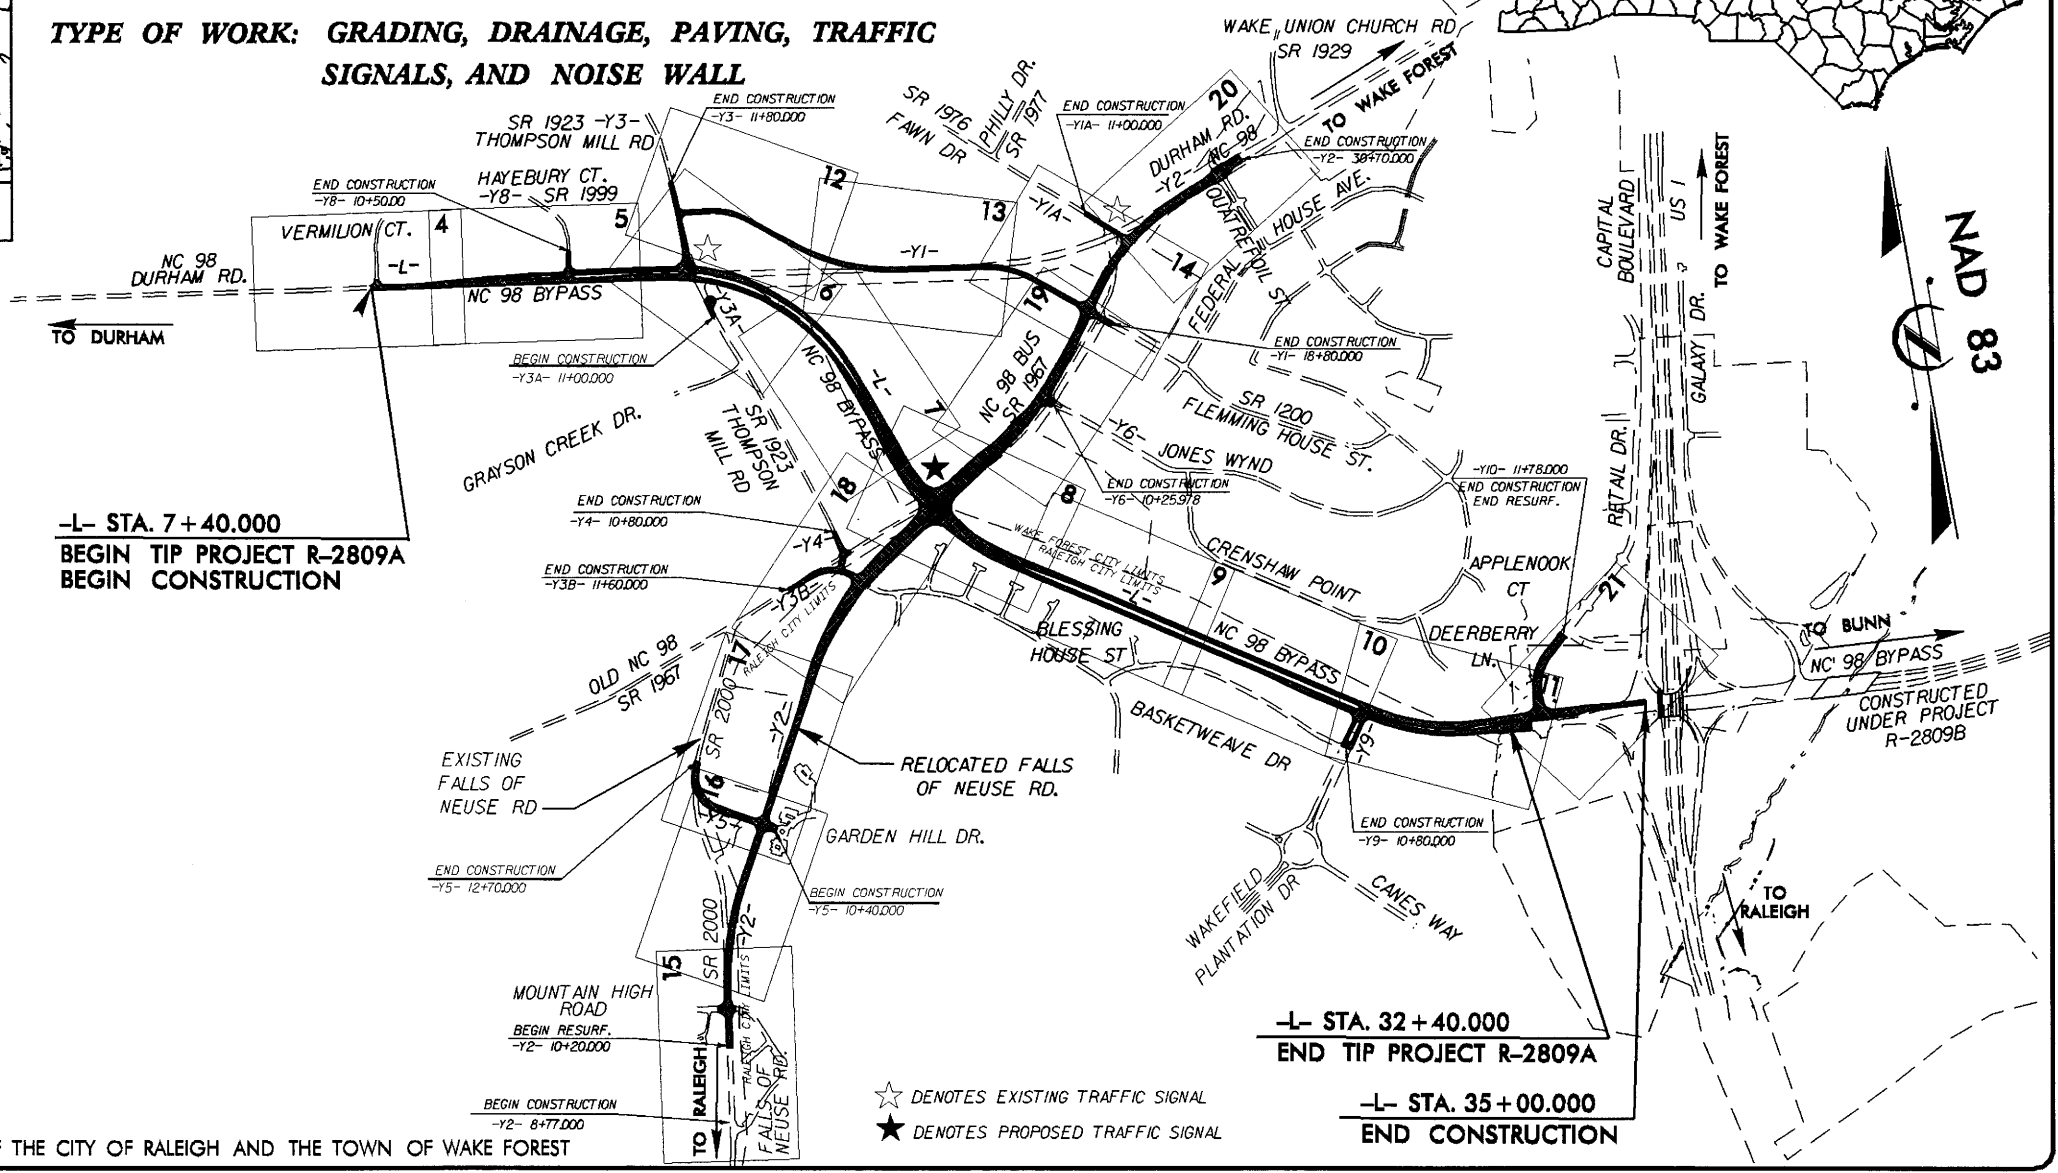 TYPE OF WORK: GRADING, DRAINAGE, PAVING, TRAFFIC
SIGNALS, AND NOISE WALL
WAKE UNION CHURCH RD
SR 1929
TO WAKE FOREST
END CONSTRUCTION
-Y3- 11+80.000
SR 1923 -Y3-
THOMPSON MILL RD
SR 1976
FAWN DR
PHILLY DR.
SR 1977
END CONSTRUCTION
-Y1A- 11+00.000
20
DURHAM RD.
NC 98
-Y2-
END CONSTRUCTION
-Y2- 38+70.000
END CONSTRUCTION
-Y8- 10+50.00
HAYEBURY CT.
-Y8- SR 1999
12
13
-Y1A-
QUATREFOIL ST
FEDERAL HOUSE AVE.
VERMILION CT.
4
5
-L-
NC 98
DURHAM RD.
NC 98 BYPASS
-Y1-
14
19
6
TO DURHAM
-Y3A-
BEGIN CONSTRUCTION
-Y3A- 11+00.000
NC 98 BYPASS
-L-
7
NC 98 BUS
SR 1967
END CONSTRUCTION
-Y1- 18+80.000
CAPITAL
BOULEVARD
US 1
TO WAKE FOREST
GALAXY DR.
RETAIL DR.
NAD 83
SR 1200
FLEMMING HOUSE ST.
GRAYSON CREEK DR.
SR 1923
THOMPSON
MILL RD
-Y6-
JONES WYND
END CONSTRUCTION
-Y6- 10+25.978
-Y10- 11+78.000
END CONSTRUCTION
END RESURF.
18
8
END CONSTRUCTION
-Y4- 10+80.000
-Y4-
-L- STA. 7+40.000
BEGIN TIP PROJECT R-2809A
BEGIN CONSTRUCTION
WAKE FOREST CITY LIMITS
RALEIGH CITY LIMITS
-L-
9
CRENSHAW POINT
APPLENOOK
CT
21
END CONSTRUCTION
-Y3B- 11+60.000
-Y3B-
RALEIGH CITY LIMITS
BLESSING
HOUSE ST
NC 98 BYPASS
10
DEERBERRY
LN.
TO BUNN
NC 98 BYPASS
CONSTRUCTED
UNDER PROJECT
R-2809B
OLD NC 98
SR 1967
17
SR 2000
-Y2-
11
BASKETWEAVE DR
-Y9-
EXISTING
FALLS OF
NEUSE RD
RELOCATED FALLS
OF NEUSE RD.
16
-Y5-
GARDEN HILL DR.
END CONSTRUCTION
-Y9- 10+80.000
END CONSTRUCTION
-Y5- 12+70.000
BEGIN CONSTRUCTION
-Y5- 10+40.000
WAKEFIELD
PLANTATION DR
CANES WAY
TO
RALEIGH
SR 2000
-Y2-
15
RALEIGH CITY LIMITS
RALEIGH CITY LIMITS
MOUNTAIN HIGH
ROAD
BEGIN RESURF.
-Y2- 10+20.000
-L- STA. 32+40.000
END TIP PROJECT R-2809A
TO RALEIGH
FALLS OF
NEUSE RD.
BEGIN CONSTRUCTION
-Y2- 8+77.000
DENOTES EXISTING TRAFFIC SIGNAL
DENOTES PROPOSED TRAFFIC SIGNAL
-L- STA. 35+00.000
END CONSTRUCTION
THE CITY OF RALEIGH AND THE TOWN OF WAKE FOREST